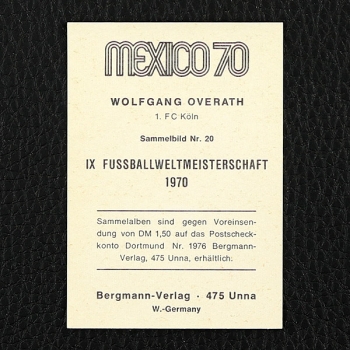 MEXICO 70
WOLFGANG OVERATH
1. FC Köln
Sammelbild Nr. 20
IX FUSSBALLWELTMEISTERSCHAFT
1970
Sammelalben sind gegen Voreinsen-
dung von DM 1,50 auf das Postscheck-
konto Dortmund Nr. 1976 Bergmann-
Verlag, 475 Unna, erhältlich.
Bergmann-Verlag · 475 Unna
W.-Germany